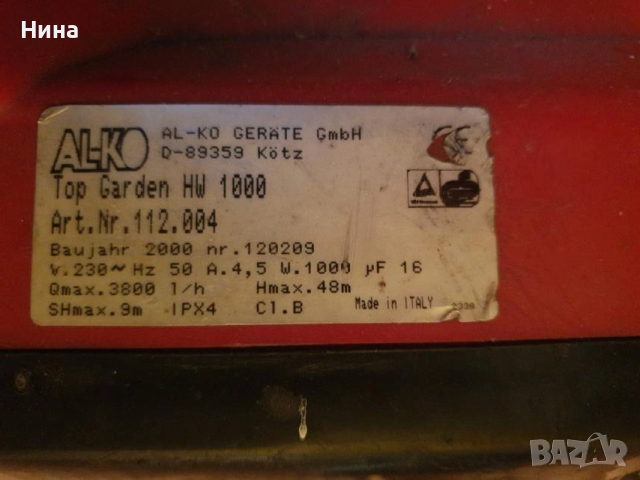 Нина
AL-KO
AL-KO GERÄTE GmbH
D-89359 Kötz
Top Garden HW 1000
Art.Nr.112.004
Baujahr 2000 nr.120209
V.230~ Hz 50 A.4,5 W.1000 µF 16
Qmax.3800 l/h Hmax.48m
SHmax.9m IPX4 Cl.B Made in ITALY 2338
BAZAR